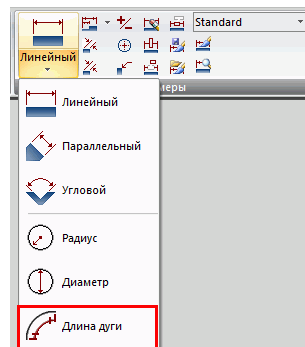 Standard
Линейный
меры
Линейный
Параллельный
Угловой
Радиус
Диаметр
Длина дуги